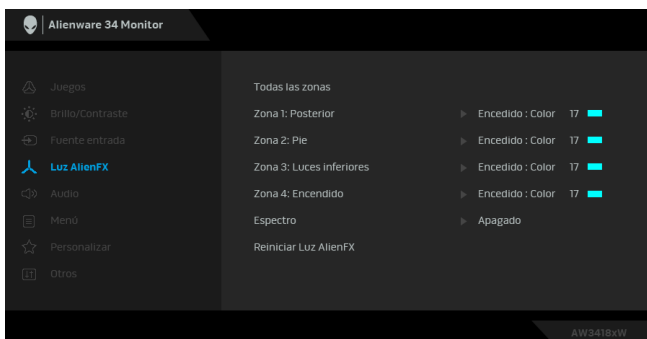 Alienware 34 Monitor
Juegos
Todas las zonas
Brillo/Contraste
Zona 1: Posterior
Encedido : Color 17
Fuente entrada
Zona 2: Pie
Encedido : Color 17
Luz AlienFX
Zona 3: Luces inferiores
Encedido : Color 17
Audio
Zona 4: Encendido
Encedido : Color 17
Menú
Espectro
Apagado
Personalizar
Reiniciar Luz AlienFX
Otros
AW3418xW